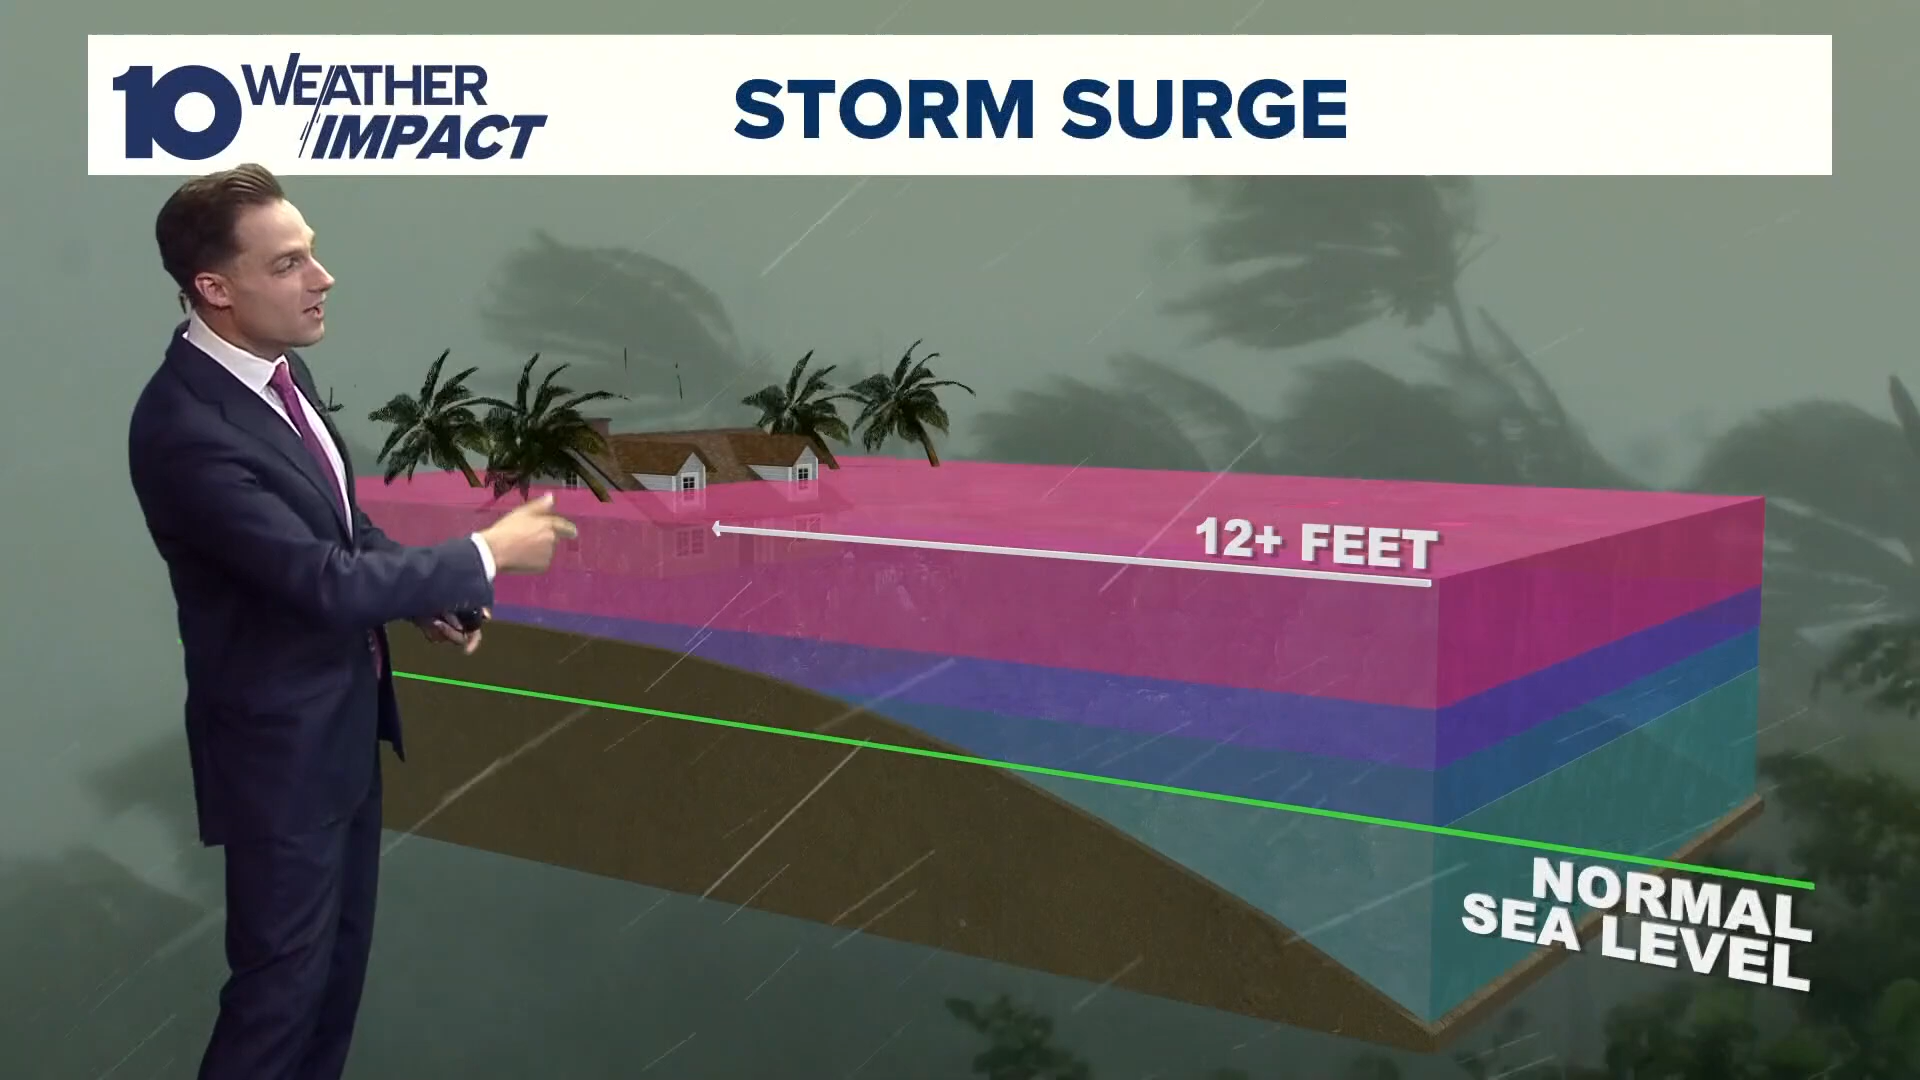 10 WEATHER
IMPACT
STORM SURGE
12+ FEET
NORMAL
SEA LEVEL